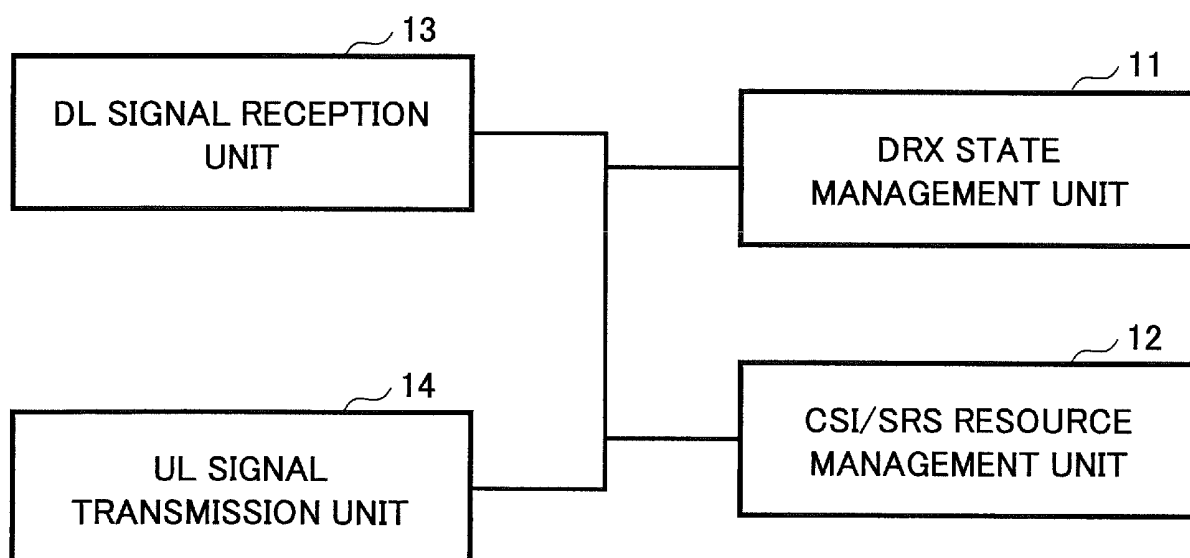 13
DL SIGNAL RECEPTION
UNIT
11
DRX STATE
MANAGEMENT UNIT
14
UL SIGNAL
TRANSMISSION UNIT
12
CSI/SRS RESOURCE
MANAGEMENT UNIT